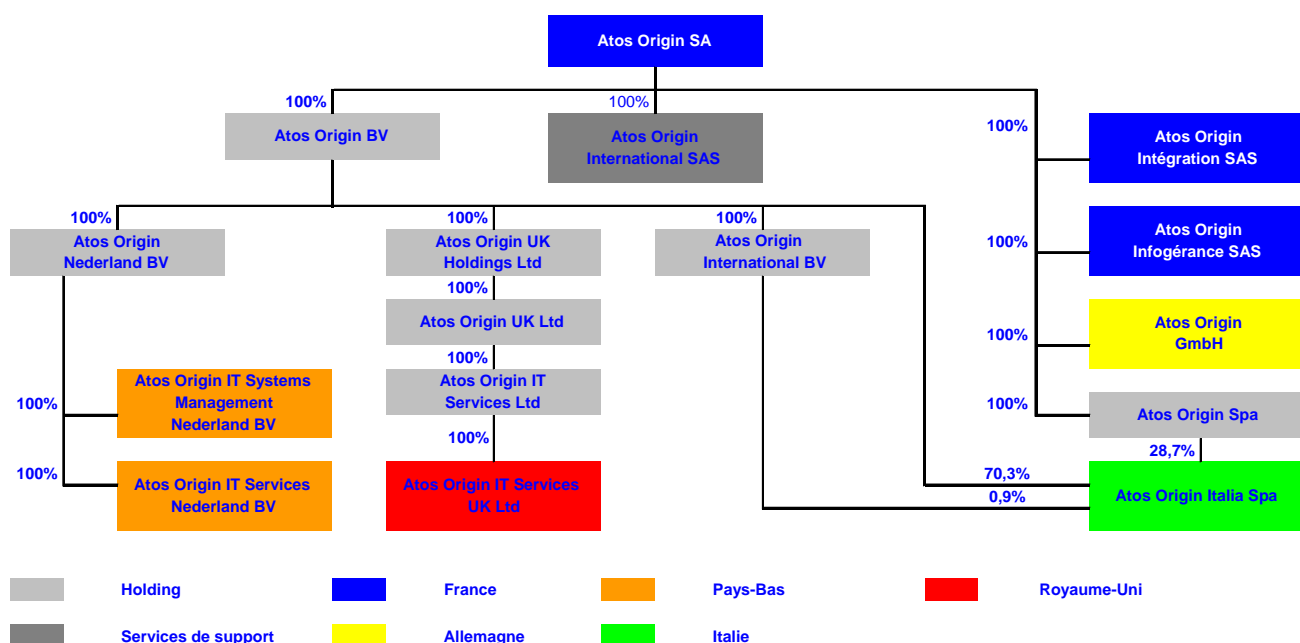 Atos Origin SA
100%
100%
Atos Origin BV
Atos Origin
International SAS
100%
Atos Origin
Intégration SAS
100%
100%
100%
Atos Origin
Nederland BV
Atos Origin UK
Holdings Ltd
Atos Origin
International BV
100%
Atos Origin
Infogérance SAS
100%
Atos Origin UK Ltd
100%
Atos Origin
GmbH
100%
Atos Origin IT Systems
Management
Nederland BV
100%
Atos Origin IT
Services Ltd
100%
Atos Origin Spa
100%
100%
28,7%
Atos Origin IT Services
Nederland BV
Atos Origin IT Services
UK Ltd
70,3%
0,9%
Atos Origin Italia Spa
Holding
France
Pays-Bas
Royaume-Uni
Services de support
Allemagne
Italie